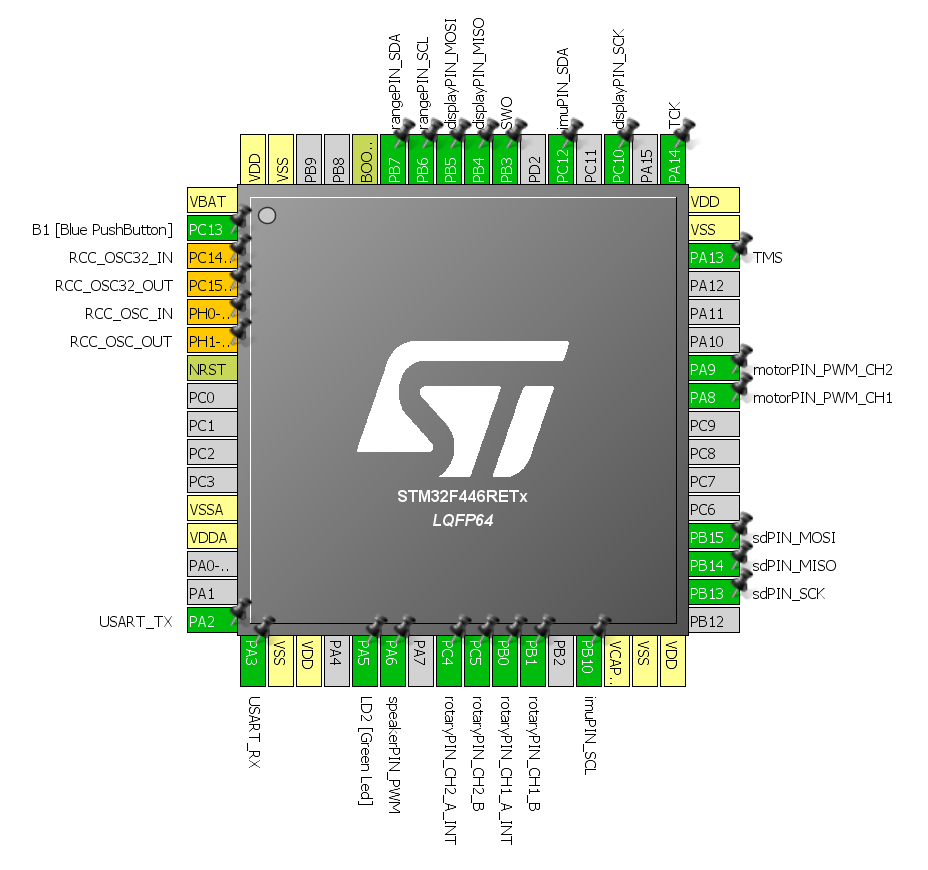 rangePIN_SDA
rangePIN_SCL
displayPIN_MOSI
displayPIN_MISO
SWO
imuPIN_SDA
displayPIN_SCK
TCK
VDD
VSS
PB9
PB8
BOO..
PB7
PB6
PB5
PB4
PB3
PD2
PC12
PC11
PC10
PA15
PA14
VBAT
B1 [Blue PushButton] PC13
RCC_OSC32_IN PC14..
RCC_OSC32_OUT PC15..
RCC_OSC_IN PH0-..
RCC_OSC_OUT PH1-..
NRST
PC0
PC1
PC2
PC3
VSSA
VDDA
PA0-..
PA1
USART_TX PA2
ST
STM32F446RETx
LQFP64
VDD
VSS
PA13 TMS
PA12
PA11
PA10
PA9 motorPIN_PWM_CH2
PA8 motorPIN_PWM_CH1
PC9
PC8
PC7
PC6
PB15 sdPIN_MOSI
PB14 sdPIN_MISO
PB13 sdPIN_SCK
PB12
PA3
VSS
VDD
PA4
PA5
PA6
PA7
PC4
PC5
PB0
PB1
PB2
PB10
VCAP..
VSS
VDD
USART_RX
LD2 [Green Led]
speakerPIN_PWM
rotaryPIN_CH2_A_INT
rotaryPIN_CH2_B
rotaryPIN_CH1_A_INT
rotaryPIN_CH1_B
imuPIN_SCL